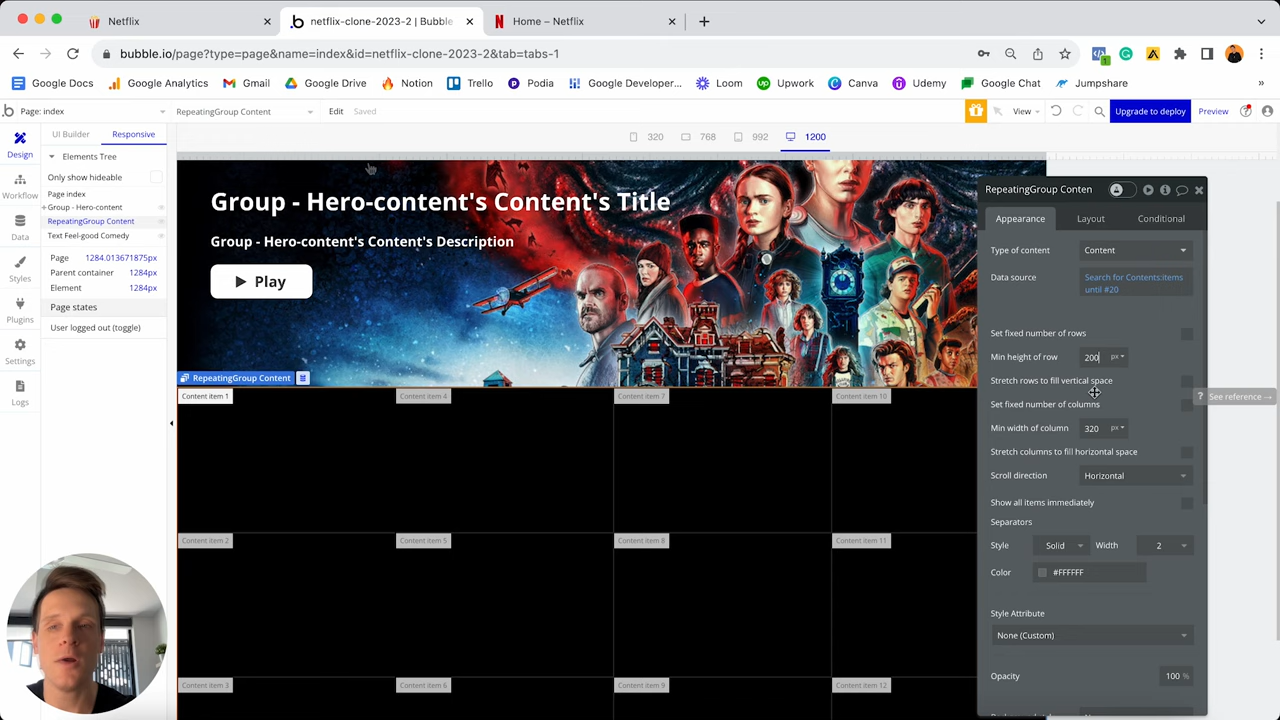 Netflix
netflix-clone-2023-2 | Bubble
Home – Netflix
bubble.io/page?type=page&name=index&id=netflix-clone-2023-2&tab=tabs-1
Google Docs
Google Analytics
Gmail
Google Drive
Notion
Trello
Podia
Google Developer...
Loom
Upwork
Canva
Udemy
Google Chat
Jumpshare
»
Page: index
RepeatingGroup Content
Edit
Saved
View
Upgrade to deploy
Preview
Design
UI Builder
Responsive
320
768
992
1200
Elements Tree
Only show hideable
Workflow
Page index
Group - Hero-content
RepeatingGroup Content
Text Feel-good Comedy
Data
Page 1284.013671875px
Parent container 1284px
Element 1284px
Styles
Page states
Plugins
User logged out (toggle)
Settings
Logs
Group - Hero-content's Content's Title
Group - Hero-content's Content's Description
Play
RepeatingGroup Content
Content item 1
Content item 4
Content item 7
Content item 10
Content item 2
Content item 5
Content item 8
Content item 11
Content item 3
Content item 6
Content item 9
Content item 12
RepeatingGroup Conten
Appearance
Layout
Conditional
Type of content
Content
Data source
Search for Contents:items
until #20
Set fixed number of rows
Min height of row
200
px
Stretch rows to fill vertical space
? See reference →
Set fixed number of columns
Min width of column
320
px
Stretch columns to fill horizontal space
Scroll direction
Horizontal
Show all items immediately
Separators
Style
Solid
Width
2
Color
#FFFFFF
Style Attribute
None (Custom)
Opacity
100 %